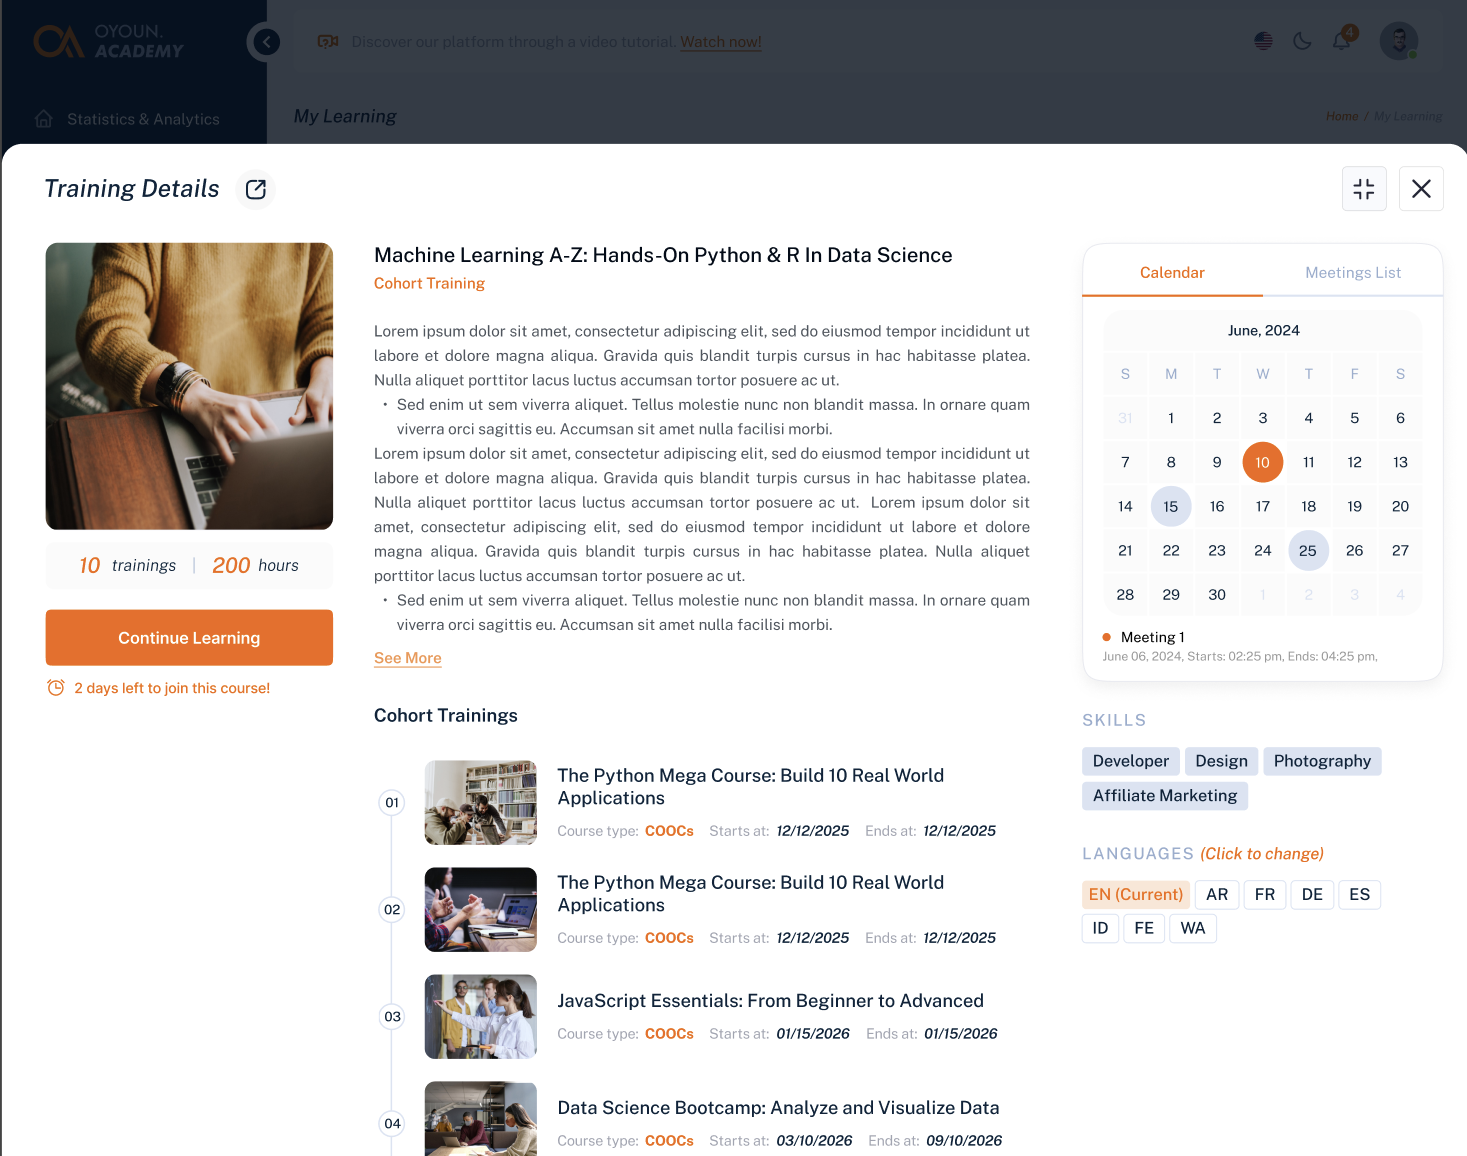 OYOUN.
ACADEMY
Discover our platform through a video tutorial. Watch now!
4
Statistics & Analytics
My Learning
Home / My Learning
Training Details
Machine Learning A-Z: Hands-On Python & R In Data Science
Cohort Training
Lorem ipsum dolor sit amet, consectetur adipiscing elit, sed do eiusmod tempor incididunt ut
labore et dolore magna aliqua. Gravida quis blandit turpis cursus in hac habitasse platea.
Nulla aliquet porttitor lacus luctus accumsan tortor posuere ac ut.
• Sed enim ut sem viverra aliquet. Tellus molestie nunc non blandit massa. In ornare quam
viverra orci sagittis eu. Accumsan sit amet nulla facilisi morbi.
Lorem ipsum dolor sit amet, consectetur adipiscing elit, sed do eiusmod tempor incididunt ut
labore et dolore magna aliqua. Gravida quis blandit turpis cursus in hac habitasse platea.
Nulla aliquet porttitor lacus luctus accumsan tortor posuere ac ut. Lorem ipsum dolor sit
amet, consectetur adipiscing elit, sed do eiusmod tempor incididunt ut labore et dolore
magna aliqua. Gravida quis blandit turpis cursus in hac habitasse platea. Nulla aliquet
porttitor lacus luctus accumsan tortor posuere ac ut.
• Sed enim ut sem viverra aliquet. Tellus molestie nunc non blandit massa. In ornare quam
viverra orci sagittis eu. Accumsan sit amet nulla facilisi morbi.
See More
10 trainings | 200 hours
Continue Learning
2 days left to join this course!
Cohort Trainings
01
The Python Mega Course: Build 10 Real World
Applications
Course type: COOCs Starts at: 12/12/2025 Ends at: 12/12/2025
02
The Python Mega Course: Build 10 Real World
Applications
Course type: COOCs Starts at: 12/12/2025 Ends at: 12/12/2025
03
JavaScript Essentials: From Beginner to Advanced
Course type: COOCs Starts at: 01/15/2026 Ends at: 01/15/2026
04
Data Science Bootcamp: Analyze and Visualize Data
Course type: COOCs Starts at: 03/10/2026 Ends at: 09/10/2026
Calendar Meetings List
June, 2024
S M T W T F S
31 1 2 3 4 5 6
7 8 9 10 11 12 13
14 15 16 17 18 19 20
21 22 23 24 25 26 27
28 29 30 1 2 3 4
Meeting 1
June 06, 2024, Starts: 02:25 pm, Ends: 04:25 pm,
SKILLS
Developer Design Photography
Affiliate Marketing
LANGUAGES (Click to change)
EN (Current) AR FR DE ES
ID FE WA